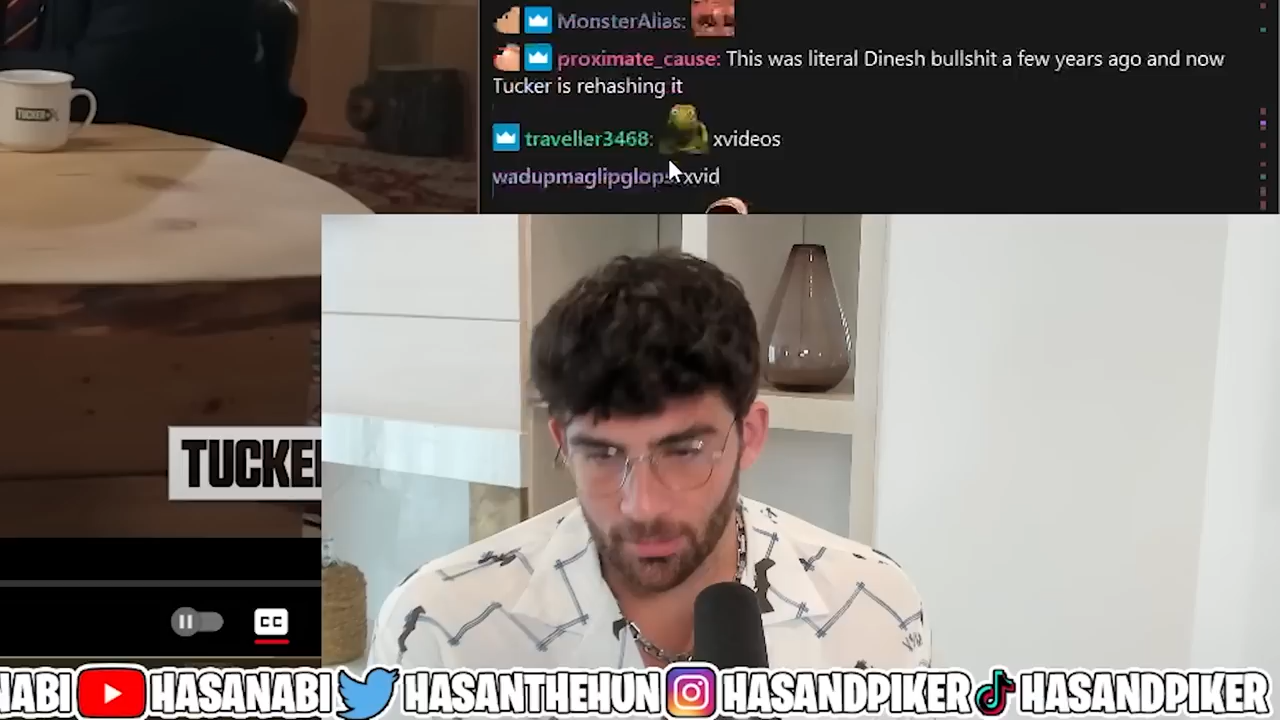 MonsterAlias:
proximate_cause: This was literal Dinesh bullshit a few years ago and now
Tucker is rehashing it
traveller3468: xvideos
wadupmaglipglop: xvid
TUCKER
TUCKE
CC
NABI HASANABI HASANTHEHUN HASANDPIKER HASANDPIKER